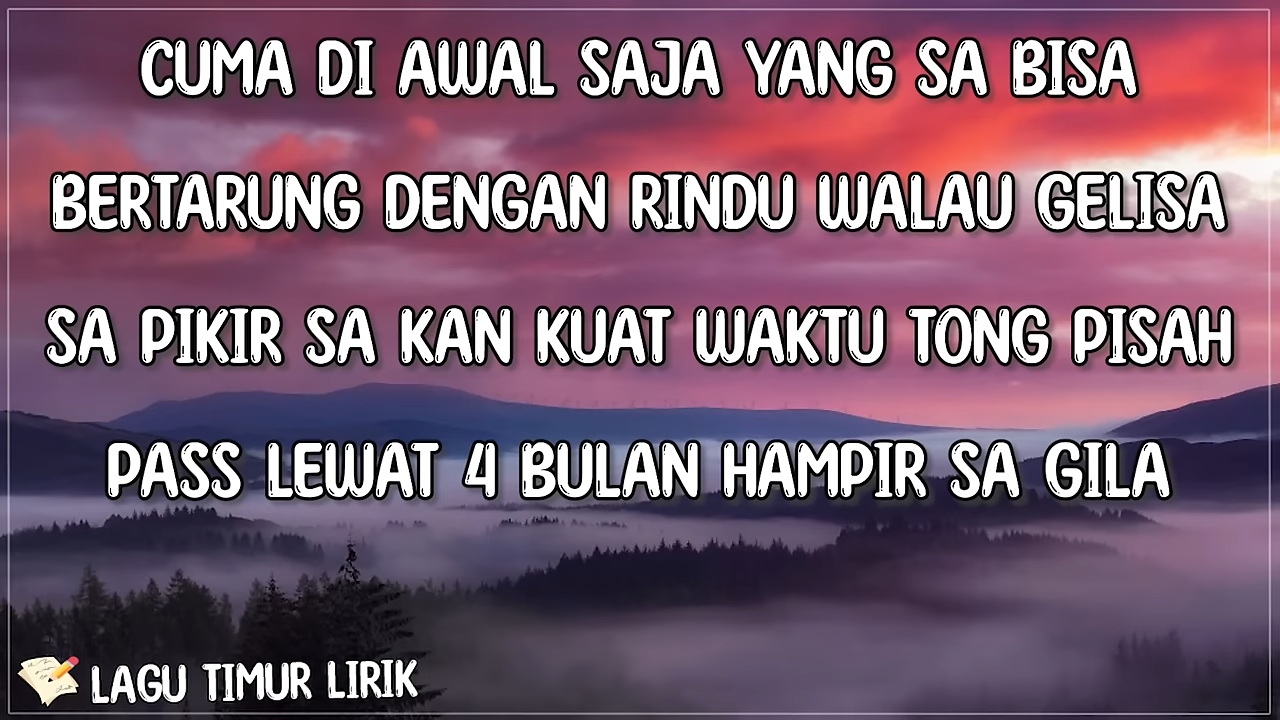 CUMA DI AWAL SAJA YANG SA BISA
BERTARUNG DENGAN RINDU WALAU GELISA
SA PIKIR SA KAN KUAT WAKTU TONG PISAH
PASS LEWAT 4 BULAN HAMPIR SA GILA
LAGU TIMUR LIRIK